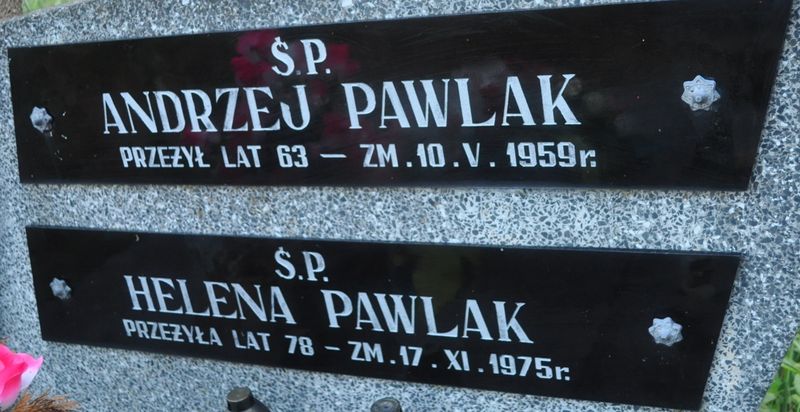 Ś.P.
ANDRZEJ PAWLAK
PRZEŻYŁ LAT 63 — ZM. 10. V. 1959r.
Ś.P.
HELENA PAWLAK
PRZEŻYŁA LAT 78 – ZM. 17. XI. 1975r.